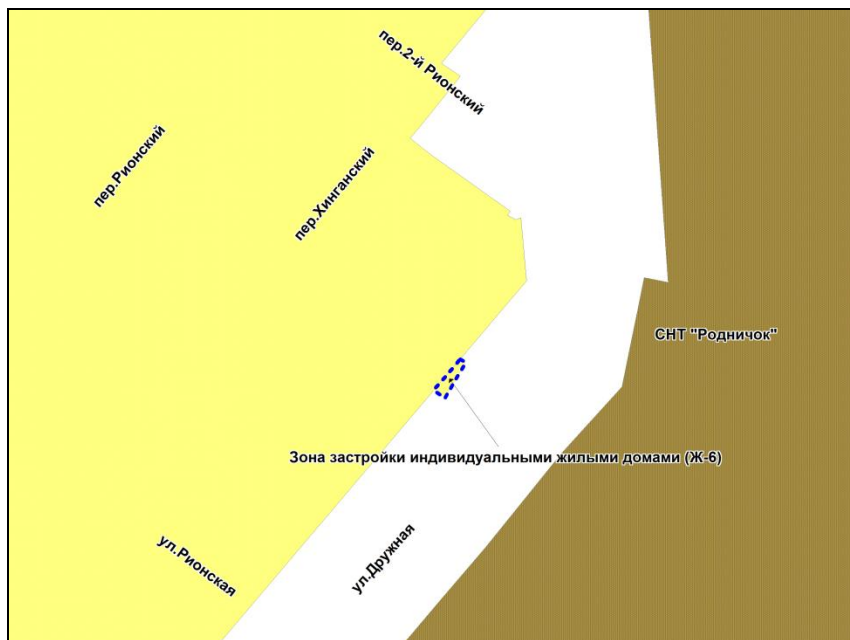 пер.2-й Рионский
пер.Рионский
пер.Хинганский
СНТ "Родничок"
Зона застройки индивидуальными жилыми домами (Ж-6)
ул.Рионская
ул.Дружная